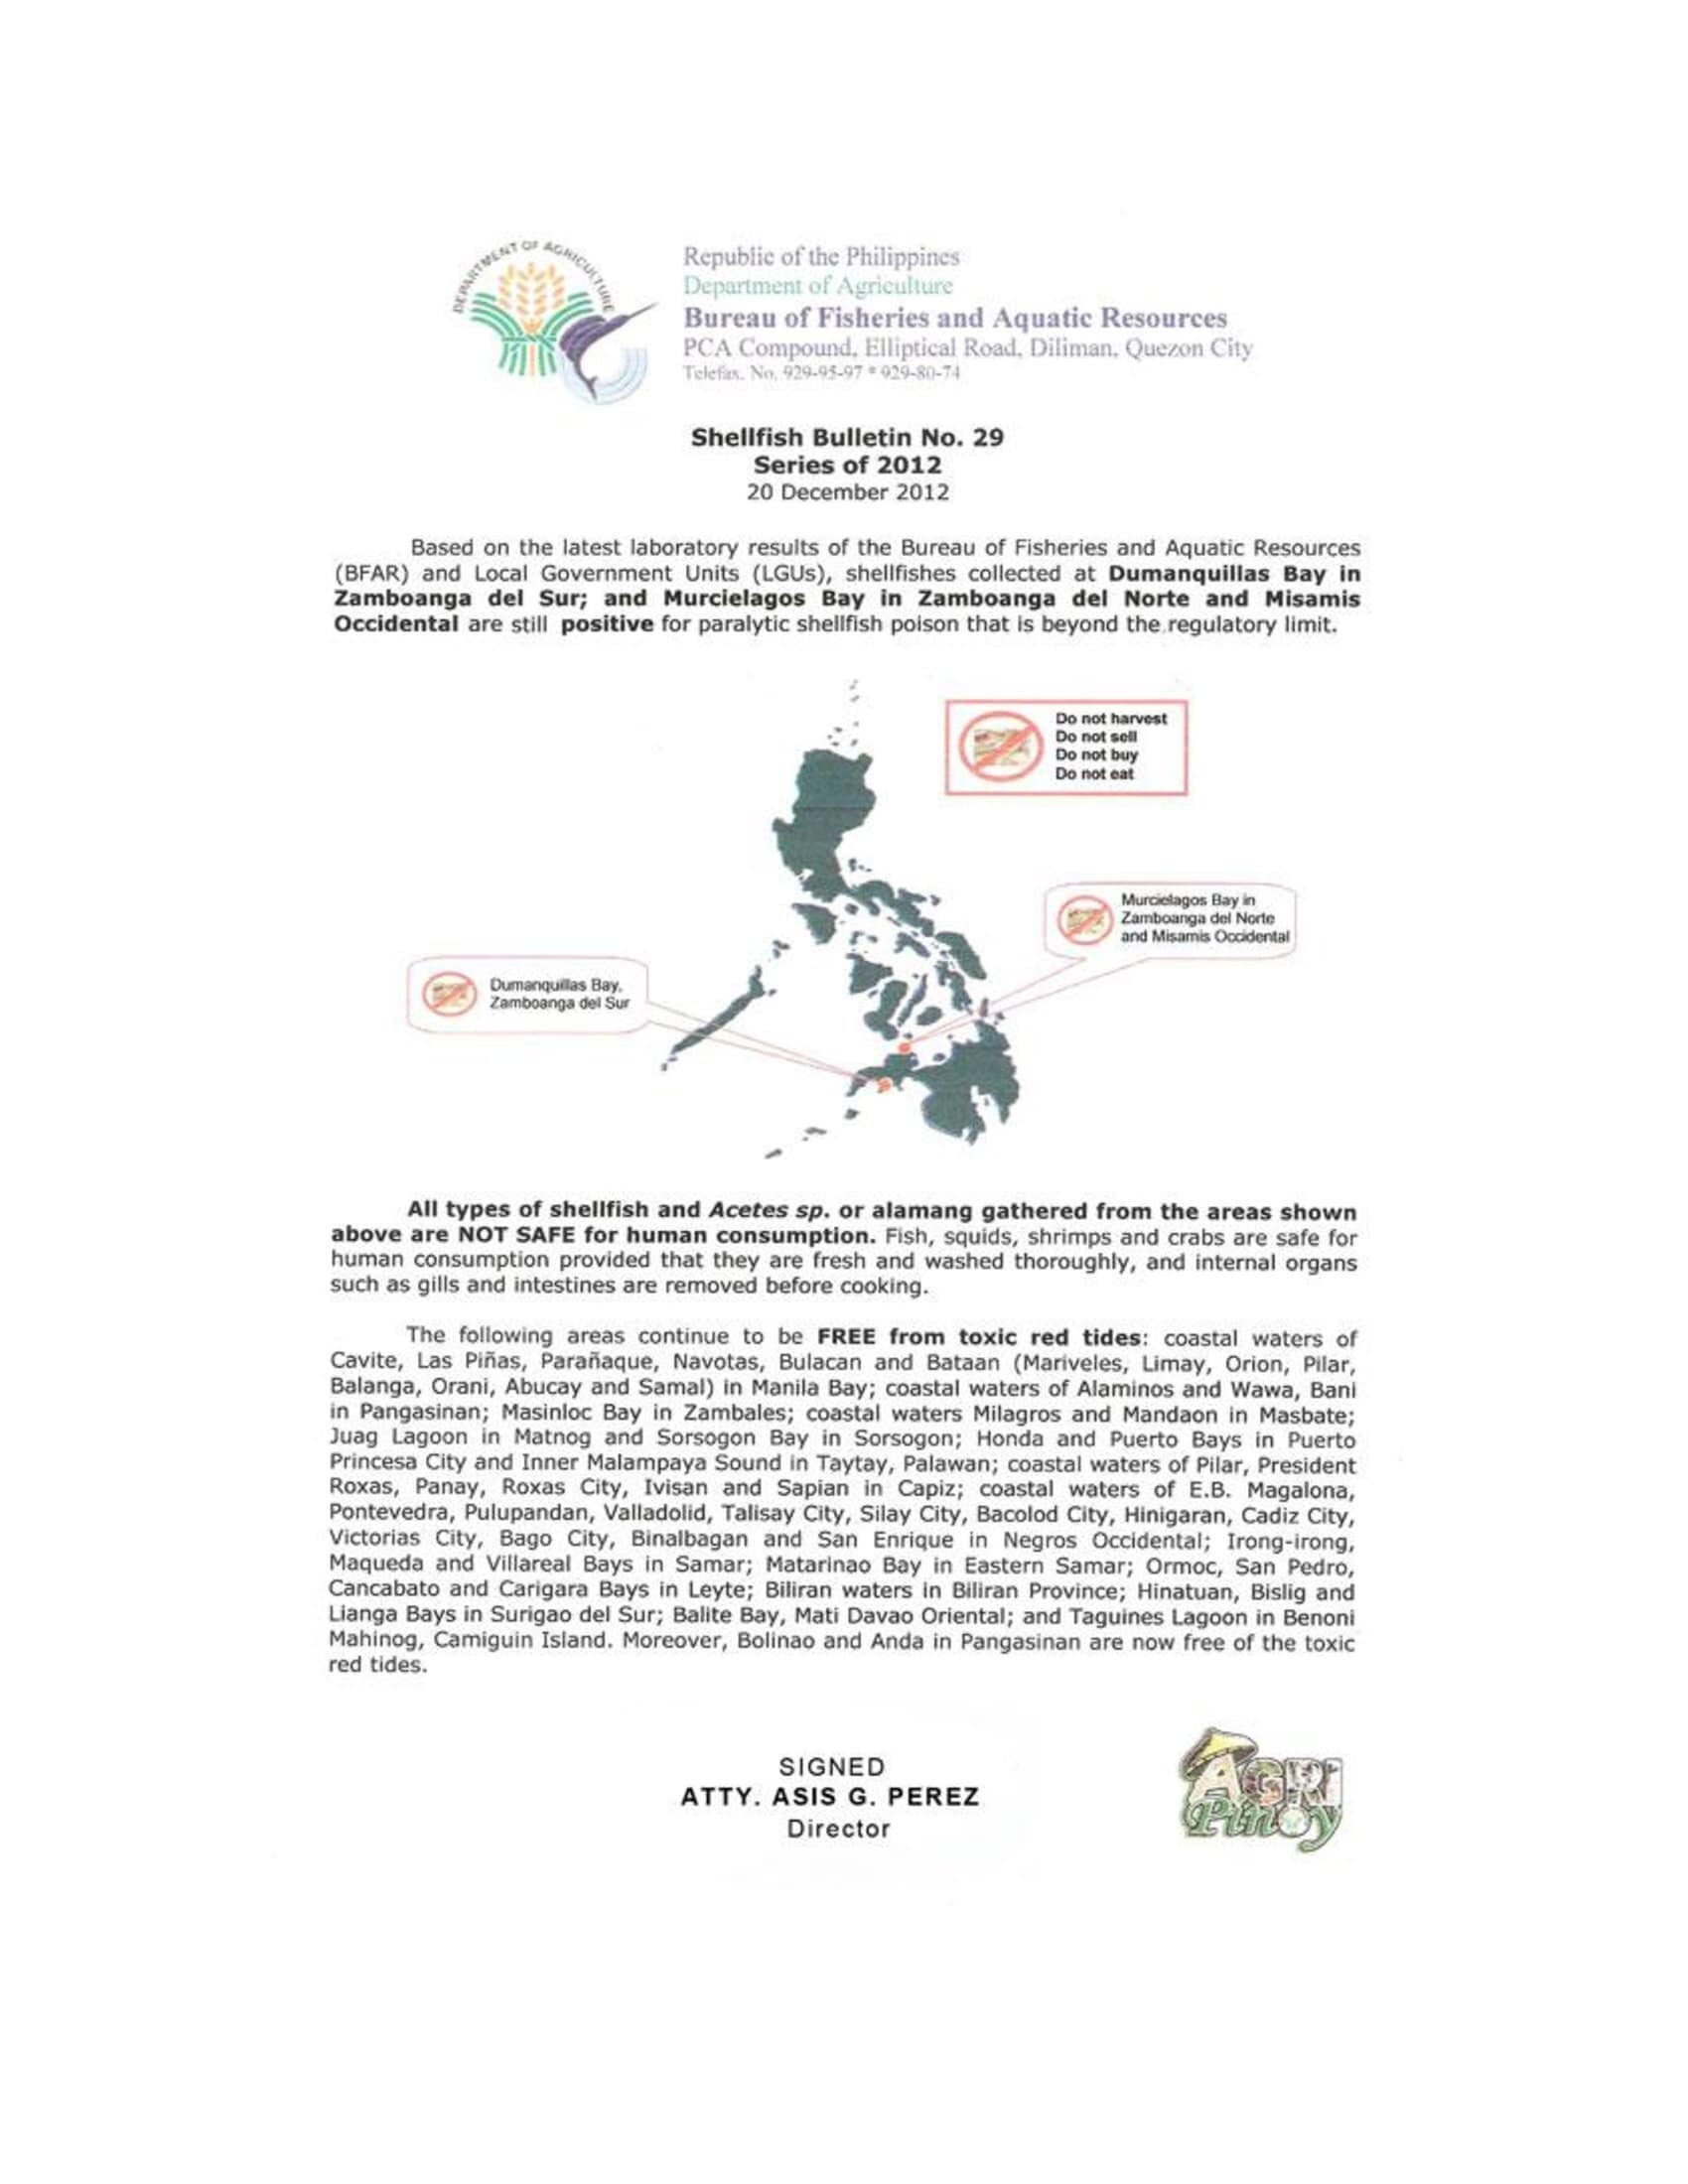 DEPARTMENT OF AGRICULTURE
Republic of the Philippines
Department of Agriculture
Bureau of Fisheries and Aquatic Resources
PCA Compound, Elliptical Road, Diliman, Quezon City
Telefax. No. 929-95-97 * 929-80-74
Shellfish Bulletin No. 29
Series of 2012
20 December 2012
Based on the latest laboratory results of the Bureau of Fisheries and Aquatic Resources
(BFAR) and Local Government Units (LGUs), shellfishes collected at Dumanquillas Bay in
Zamboanga del Sur; and Murcielagos Bay in Zamboanga del Norte and Misamis
Occidental are still positive for paralytic shellfish poison that is beyond the regulatory limit.
Do not harvest
Do not sell
Do not buy
Do not eat
Murcielagos Bay in
Zamboanga del Norte
and Misamis Occidental
Dumanquillas Bay,
Zamboanga del Sur
All types of shellfish and Acetes sp. or alamang gathered from the areas shown
above are NOT SAFE for human consumption. Fish, squids, shrimps and crabs are safe for
human consumption provided that they are fresh and washed thoroughly, and internal organs
such as gills and intestines are removed before cooking.
The following areas continue to be FREE from toxic red tides: coastal waters of
Cavite, Las Piñas, Parañaque, Navotas, Bulacan and Bataan (Mariveles, Limay, Orion, Pilar,
Balanga, Orani, Abucay and Samal) in Manila Bay; coastal waters of Alaminos and Wawa, Bani
in Pangasinan; Masinloc Bay in Zambales; coastal waters Milagros and Mandaon in Masbate;
Juag Lagoon in Matnog and Sorsogon Bay in Sorsogon; Honda and Puerto Bays in Puerto
Princesa City and Inner Malampaya Sound in Taytay, Palawan; coastal waters of Pilar, President
Roxas, Panay, Roxas City, Ivisan and Sapian in Capiz; coastal waters of E.B. Magalona,
Pontevedra, Pulupandan, Valladolid, Talisay City, Silay City, Bacolod City, Hinigaran, Cadiz City,
Victorias City, Bago City, Binalbagan and San Enrique in Negros Occidental; Irong-irong,
Maqueda and Villareal Bays in Samar; Matarinao Bay in Eastern Samar; Ormoc, San Pedro,
Cancabato and Carigara Bays in Leyte; Biliran waters in Biliran Province; Hinatuan, Bislig and
Lianga Bays in Surigao del Sur; Balite Bay, Mati Davao Oriental; and Taguines Lagoon in Benoni
Mahinog, Camiguin Island. Moreover, Bolinao and Anda in Pangasinan are now free of the toxic
red tides.
SIGNED
ATTY. ASIS G. PEREZ
Director
AGRI
Pinoy